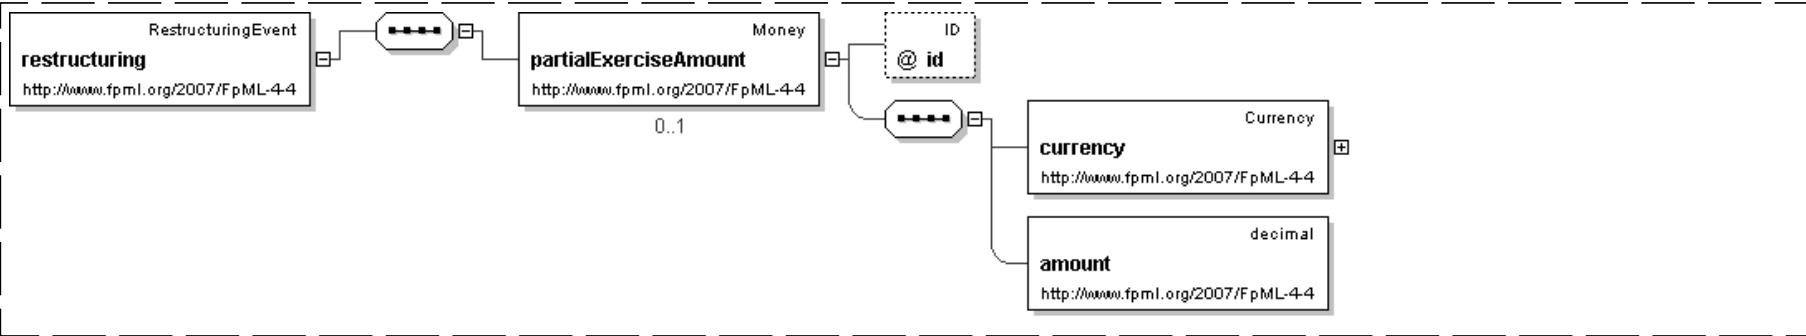 RestructuringEvent
restructuring
http://www.fpml.org/2007/FpML-4-4
Money
partialExerciseAmount
http://www.fpml.org/2007/FpML-4-4
0..1
ID
@ id
Currency
currency
http://www.fpml.org/2007/FpML-4-4
decimal
amount
http://www.fpml.org/2007/FpML-4-4